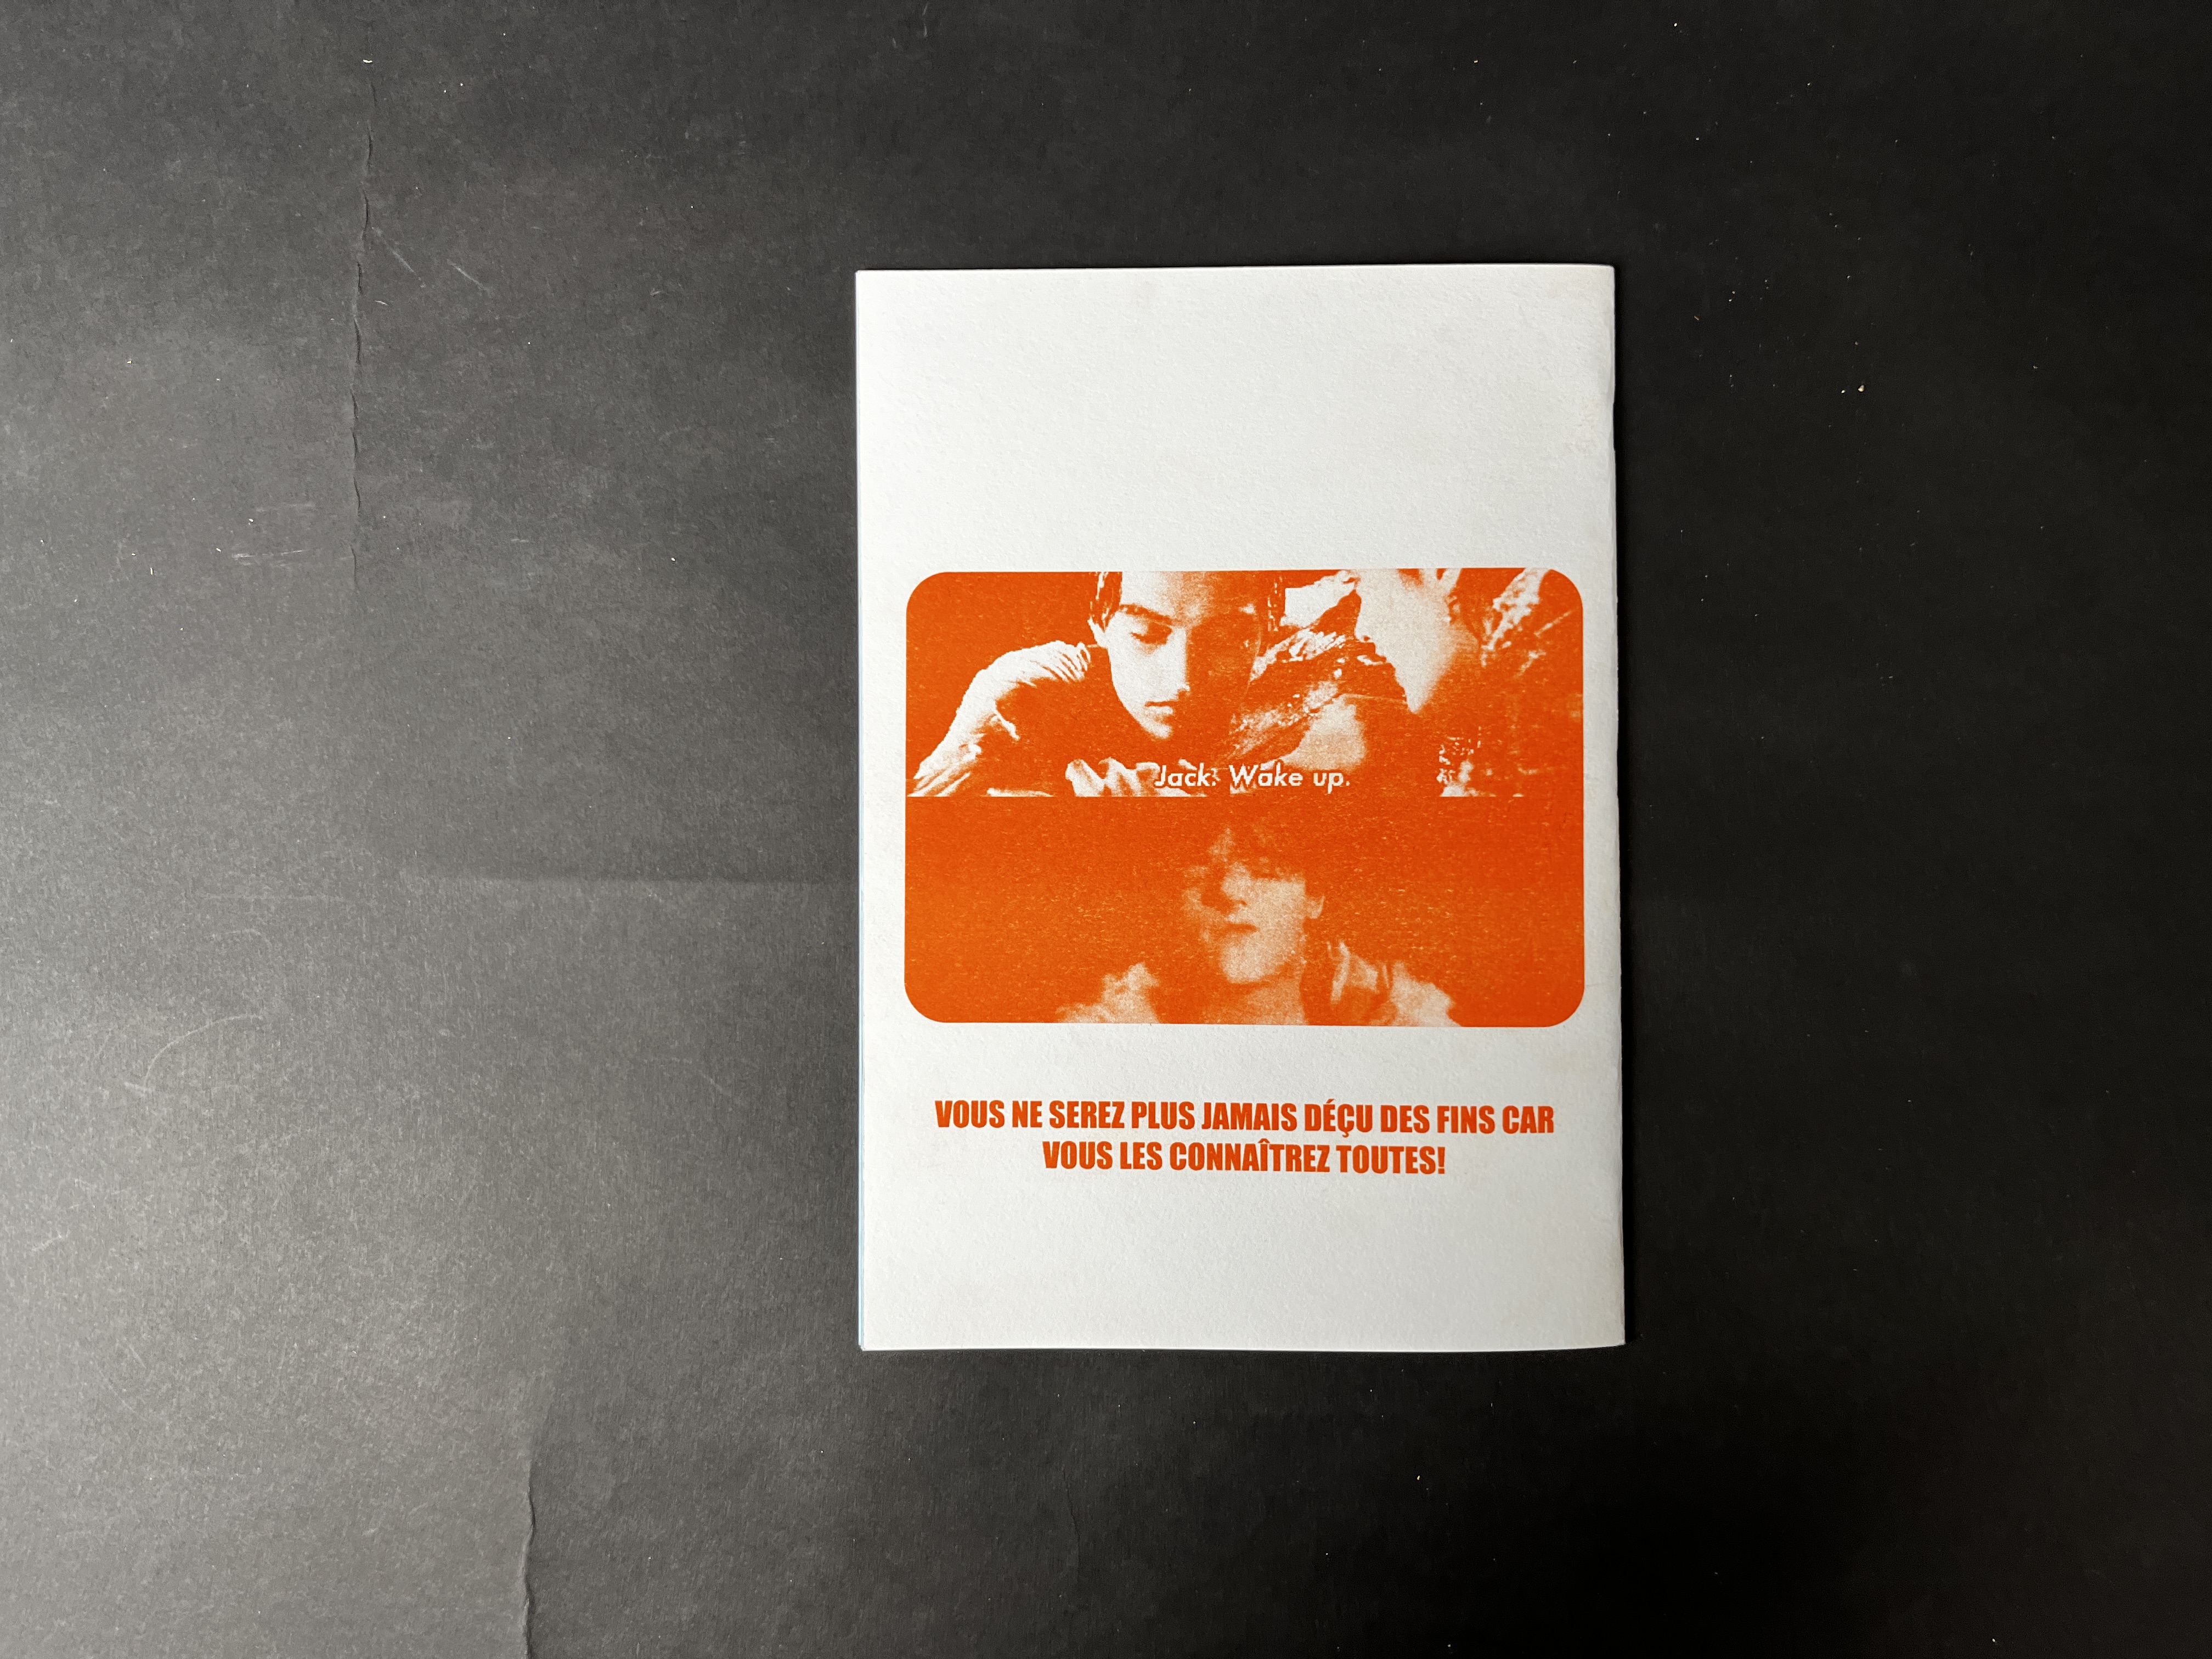 Jack: Wake up.
VOUS NE SEREZ PLUS JAMAIS DÉÇU DES FINS CAR
VOUS LES CONNAÎTREZ TOUTES!